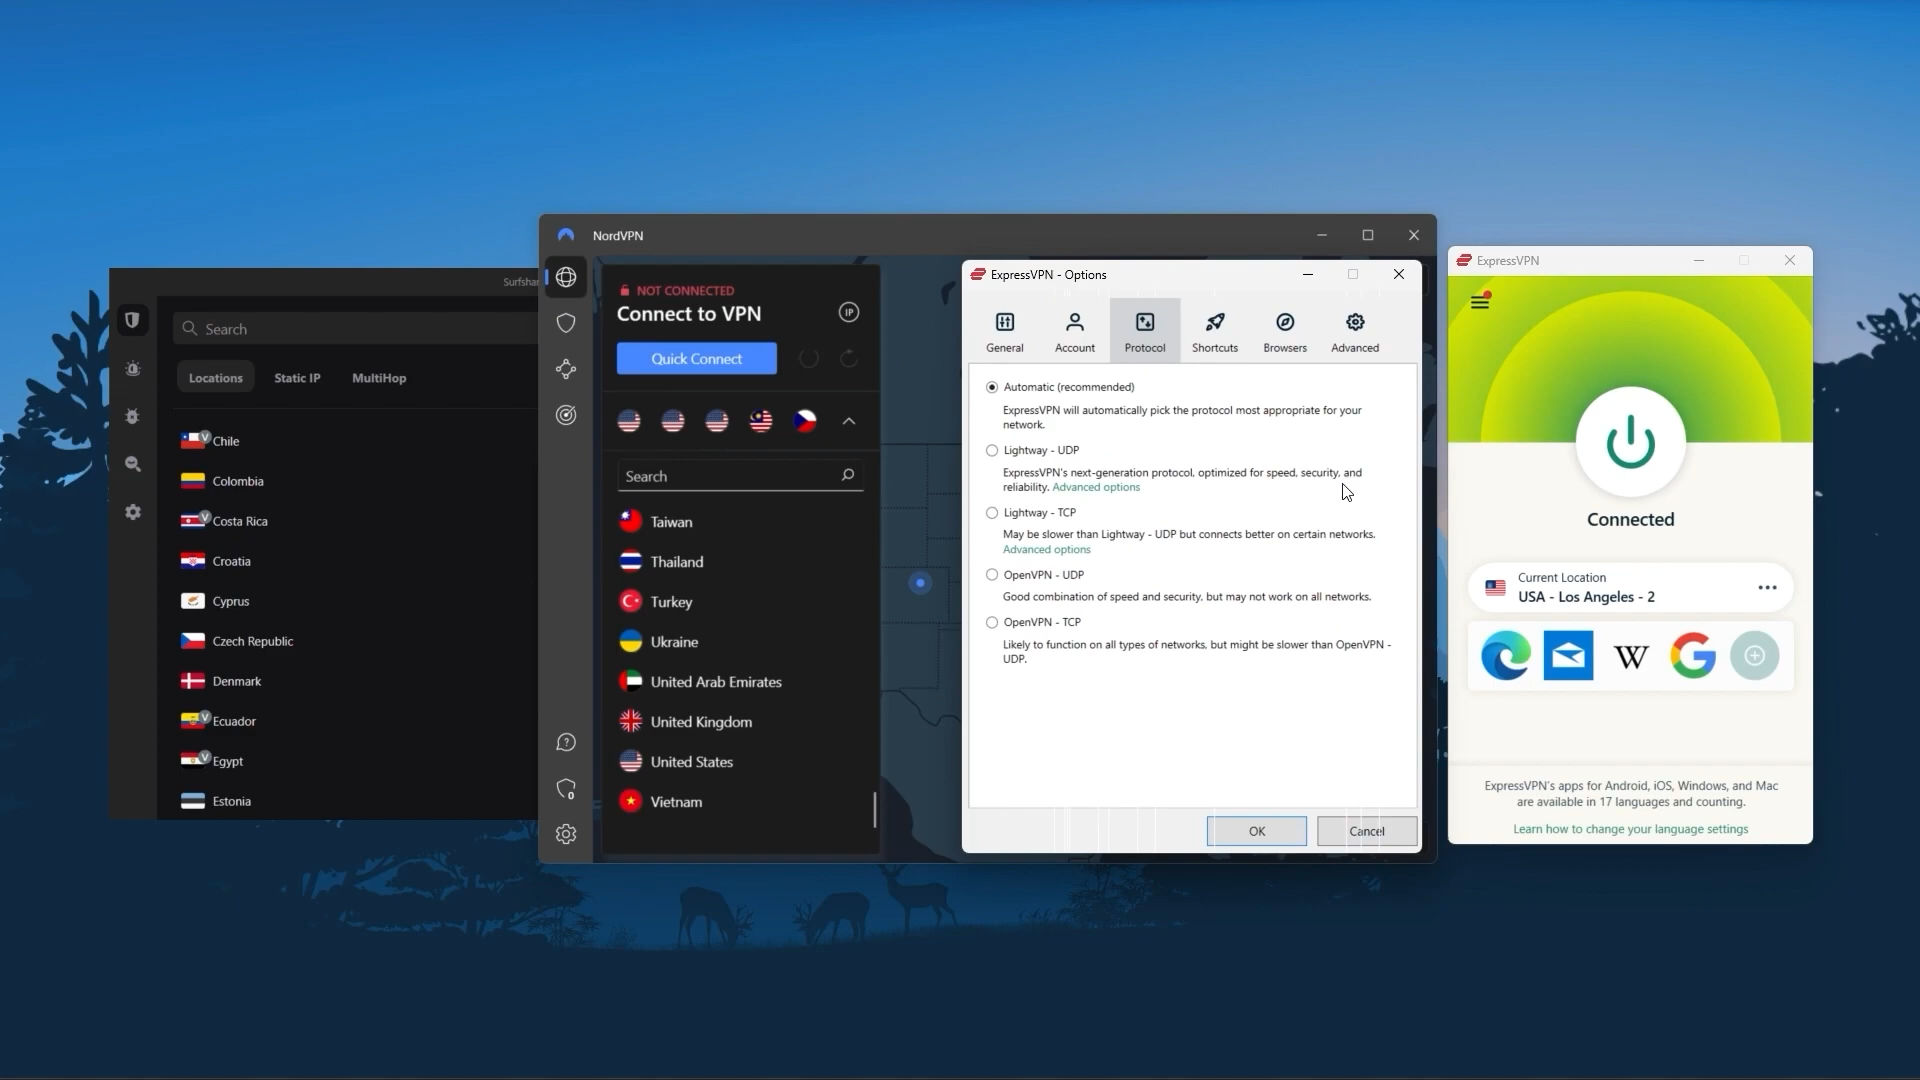 Surfshar
Search
Locations
Static IP
MultiHop
V Chile
Colombia
V Costa Rica
Croatia
Cyprus
Czech Republic
Denmark
V Ecuador
V Egypt
Estonia
NordVPN
NOT CONNECTED
Connect to VPN
IP
Quick Connect
Search
Taiwan
Thailand
Turkey
Ukraine
United Arab Emirates
United Kingdom
United States
Vietnam
0
ExpressVPN - Options
General
Account
Protocol
Shortcuts
Browsers
Advanced
Automatic (recommended)
ExpressVPN will automatically pick the protocol most appropriate for your
network.
Lightway - UDP
ExpressVPN's next-generation protocol, optimized for speed, security, and
reliability. Advanced options
Lightway - TCP
May be slower than Lightway - UDP but connects better on certain networks.
Advanced options
OpenVPN - UDP
Good combination of speed and security, but may not work on all networks.
OpenVPN - TCP
Likely to function on all types of networks, but might be slower than OpenVPN -
UDP.
OK
Cancel
ExpressVPN
Connected
Current Location
USA - Los Angeles - 2
W
G
ExpressVPN's apps for Android, iOS, Windows, and Mac
are available in 17 languages and counting.
Learn how to change your language settings